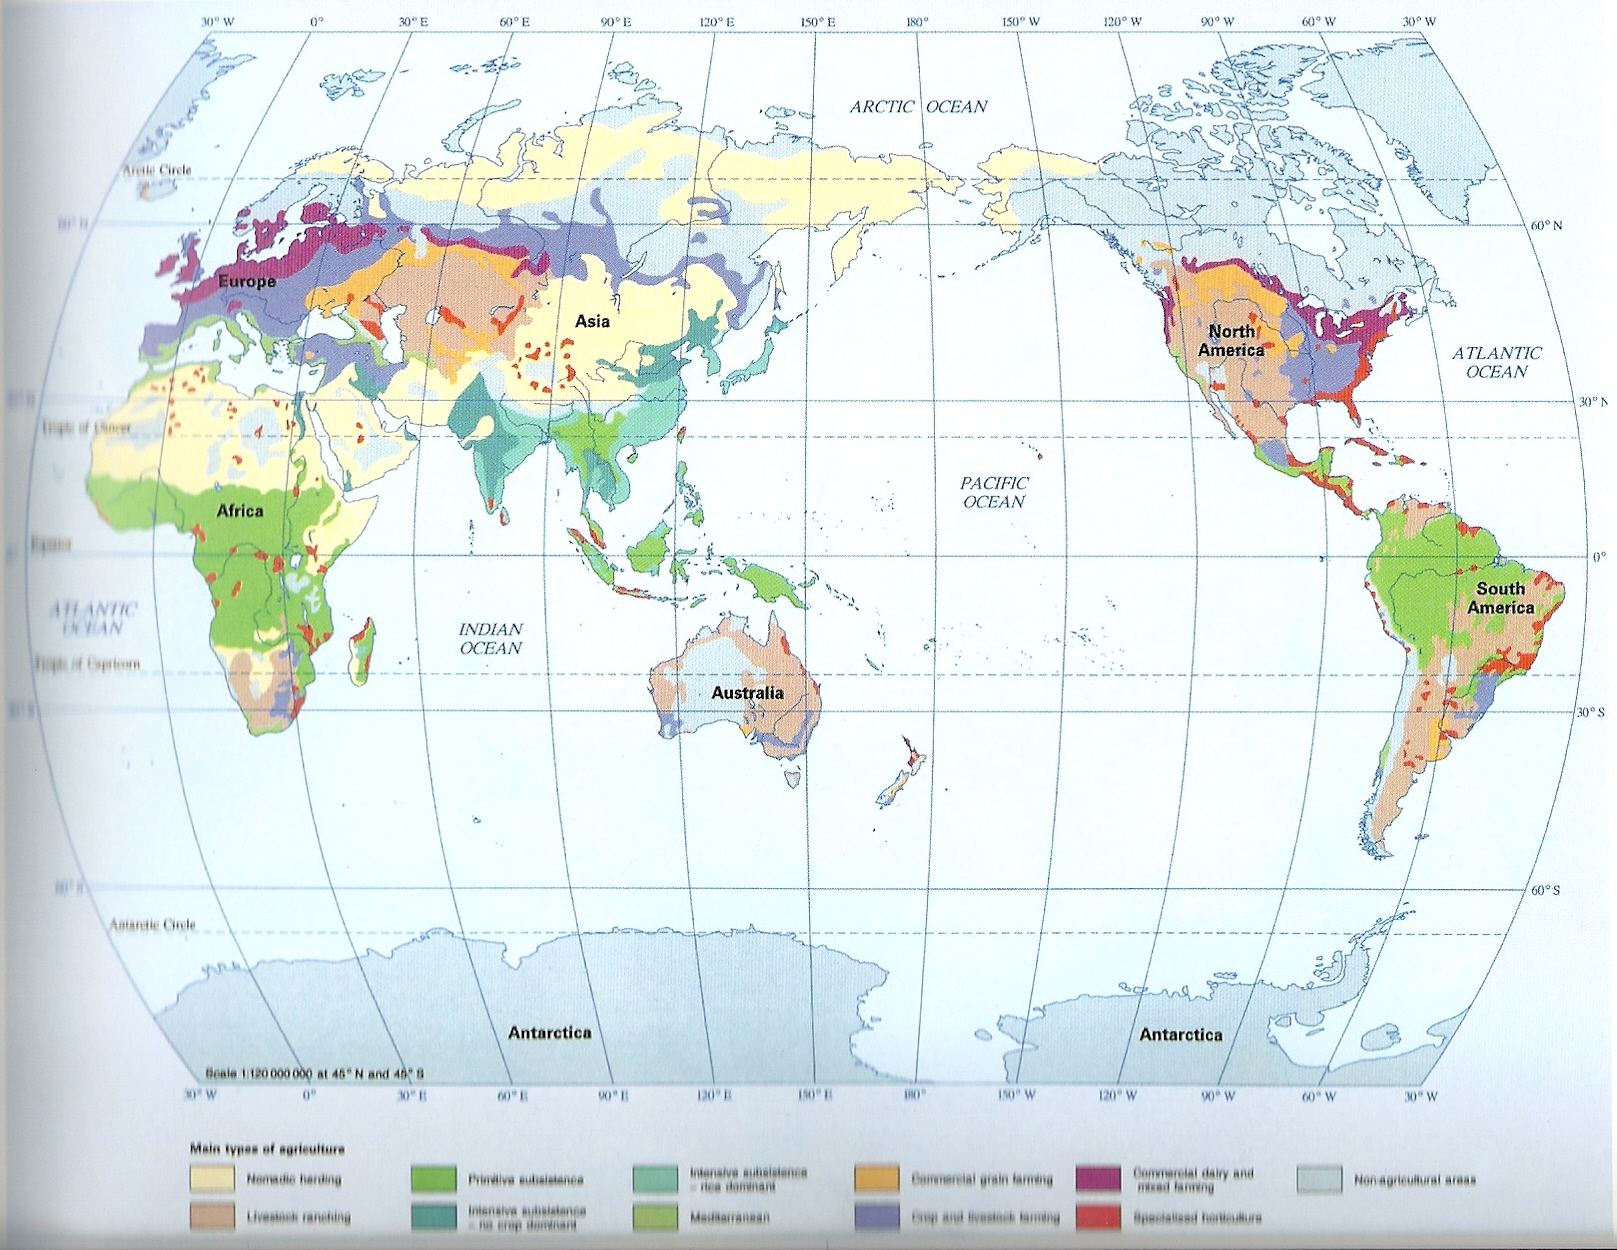 30° W 0° 30° E 60° E 90° E 120° E 150° E 180° 150° W 120° W 90° W 60° W 30° W
ARCTIC OCEAN
Arctic Circle
60° N 60° N
Europe
Asia
North
America
ATLANTIC
OCEAN
30° N
Tropic of Cancer
PACIFIC
OCEAN
Africa
Equator 0°
South
America
ATLANTIC
OCEAN
INDIAN
OCEAN
Tropic of Capricorn
Australia
30° S
60° S 60° S
Antarctic Circle
Antarctica Antarctica
Scale 1:120 000 000 at 45° N and 45° S
30° W 0° 30° E 60° E 90° E 120° E 150° E 180° 150° W 120° W 90° W 60° W 30° W
Main types of agriculture
Nomadic herding
Livestock ranching
Primitive subsistence
Intensive subsistence
– no crop dominant
Intensive subsistence
– rice dominant
Mediterranean
Commercial grain farming
Crop and livestock farming
Commercial dairy and
mixed farming
Specialised horticulture
Non-agricultural areas